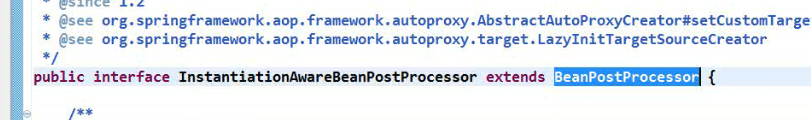 * @since 1.2
* @see org.springframework.aop.framework.autoproxy.AbstractAutoProxyCreator#setCustomTarge
* @see org.springframework.aop.framework.autoproxy.target.LazyInitTargetSourceCreator
*/
public interface InstantiationAwareBeanPostProcessor extends BeanPostProcessor {
/**